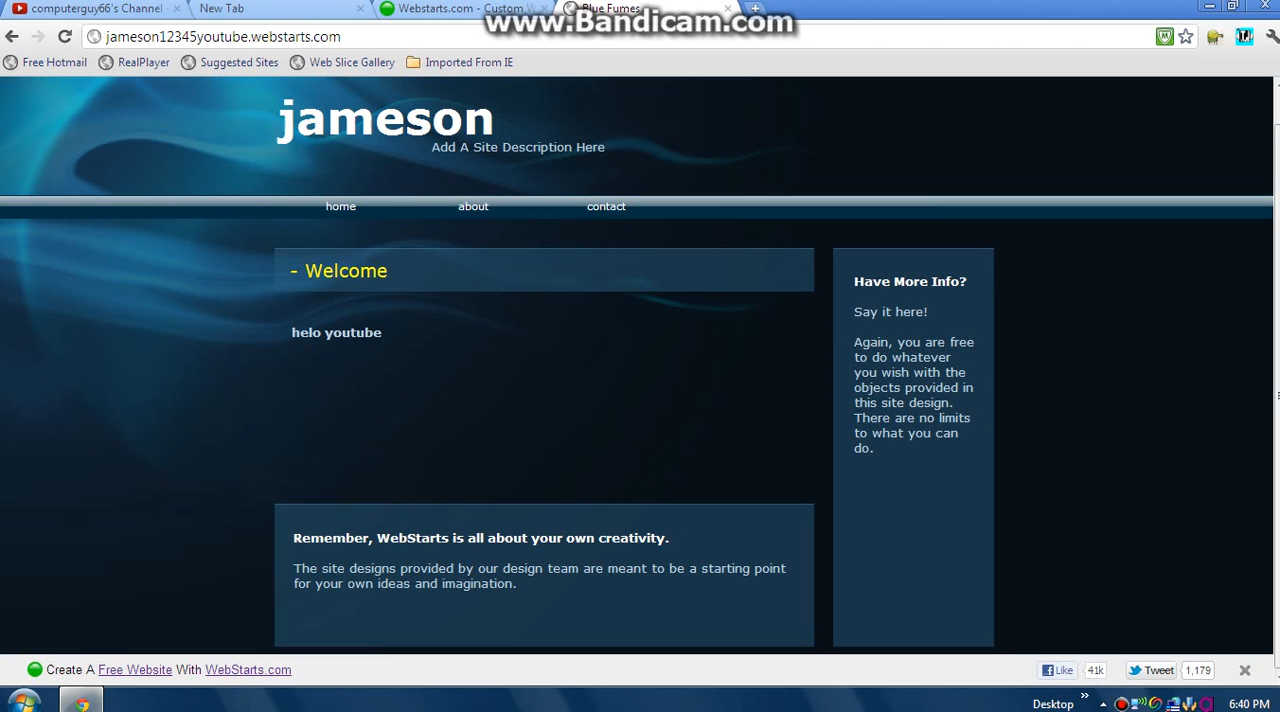 computerguy66's Channel -
New Tab
Webstarts.com - Custom W
Blue Fumes
www.Bandicam.com
jameson12345youtube.webstarts.com
Free Hotmail
RealPlayer
Suggested Sites
Web Slice Gallery
Imported From IE
jameson
Add A Site Description Here
home
about
contact
- Welcome
helo youtube
Have More Info?
Say it here!
Again, you are free
to do whatever
you wish with the
objects provided in
this site design.
There are no limits
to what you can
do.
Remember, WebStarts is all about your own creativity.
The site designs provided by our design team are meant to be a starting point
for your own ideas and imagination.
Create A Free Website With WebStarts.com
Like
41k
Tweet
1,179
Desktop
6:40 PM